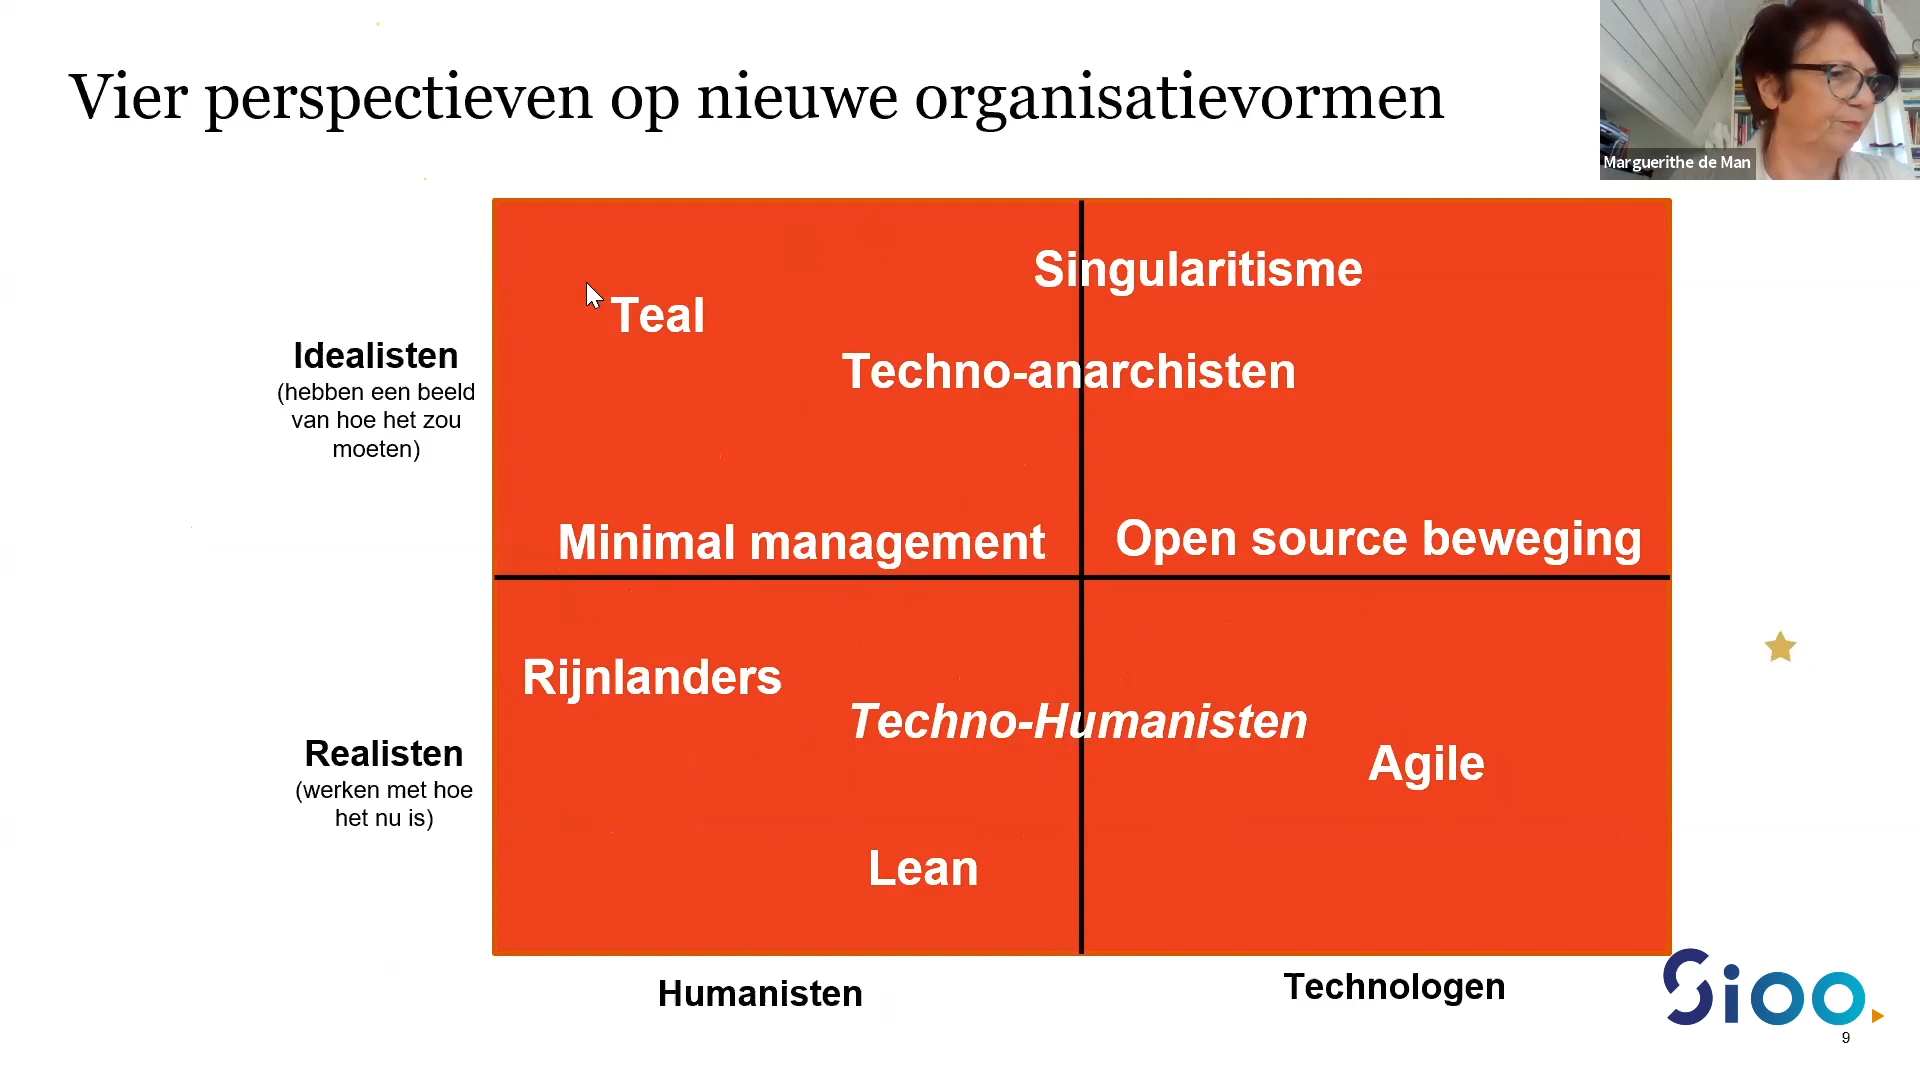 Vier perspectieven op nieuwe organisatievormen
Marguerithe de Man
Singularitisme
Teal
Idealisten
(hebben een beeld
van hoe het zou
moeten)
Techno-anarchisten
Minimal management
Open source beweging
Rijnlanders
Techno-Humanisten
Realisten
(werken met hoe
het nu is)
Agile
Lean
Humanisten
Technologen
Sioo
9